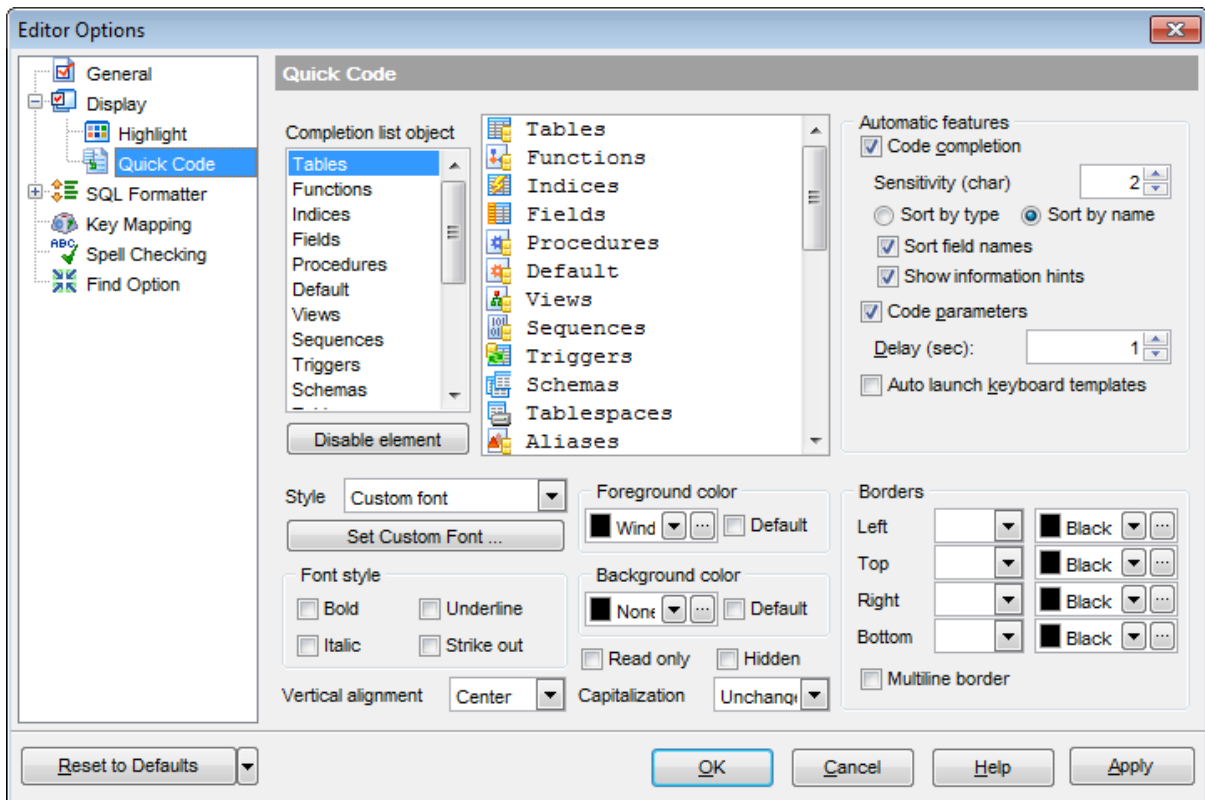 Editor Options
General
Display
Highlight
Quick Code
SQL Formatter
Key Mapping
ABC
Spell Checking
Find Option
Quick Code
Completion list object
Tables
Functions
Indices
Fields
Procedures
Default
Views
Sequences
Triggers
Schemas
Disable element
Tables
Functions
Indices
Fields
Procedures
Default
Views
Sequences
Triggers
Schemas
Tablespaces
Aliases
Automatic features
Code completion
Sensitivity (char) 2
Sort by type Sort by name
Sort field names
Show information hints
Code parameters
Delay (sec): 1
Auto launch keyboard templates
Style Custom font
Set Custom Font ...
Font style
Bold Underline
Italic Strike out
Vertical alignment Center
Foreground color
Wind ... Default
Background color
None ... Default
Read only Hidden
Capitalization Unchange
Borders
Left Black ...
Top Black ...
Right Black ...
Bottom Black ...
Multiline border
Reset to Defaults
OK
Cancel
Help
Apply